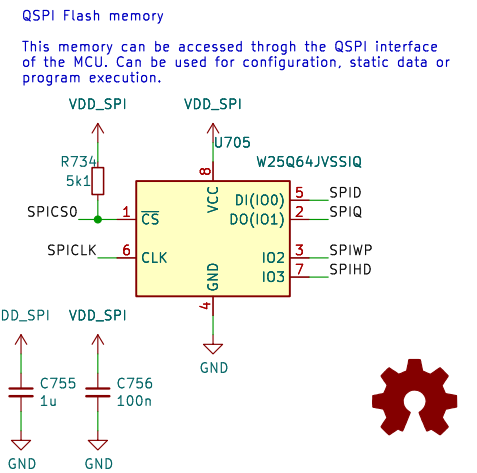 QSPI Flash memory
This memory can be accessed throgh the QSPI interface
of the MCU. Can be used for configuration, static data or
program execution.
VDD_SPI
VDD_SPI
U705
R734
5k1
W25Q64JVSSIQ
8
VCC
SPICS0
1
CS
DI(IO0)
5
SPID
DO(IO1)
2
SPIQ
SPICLK
6
CLK
IO2
3
SPIWP
IO3
7
SPIHD
GND
4
GND
DD_SPI
VDD_SPI
C755
1u
C756
100n
GND
GND